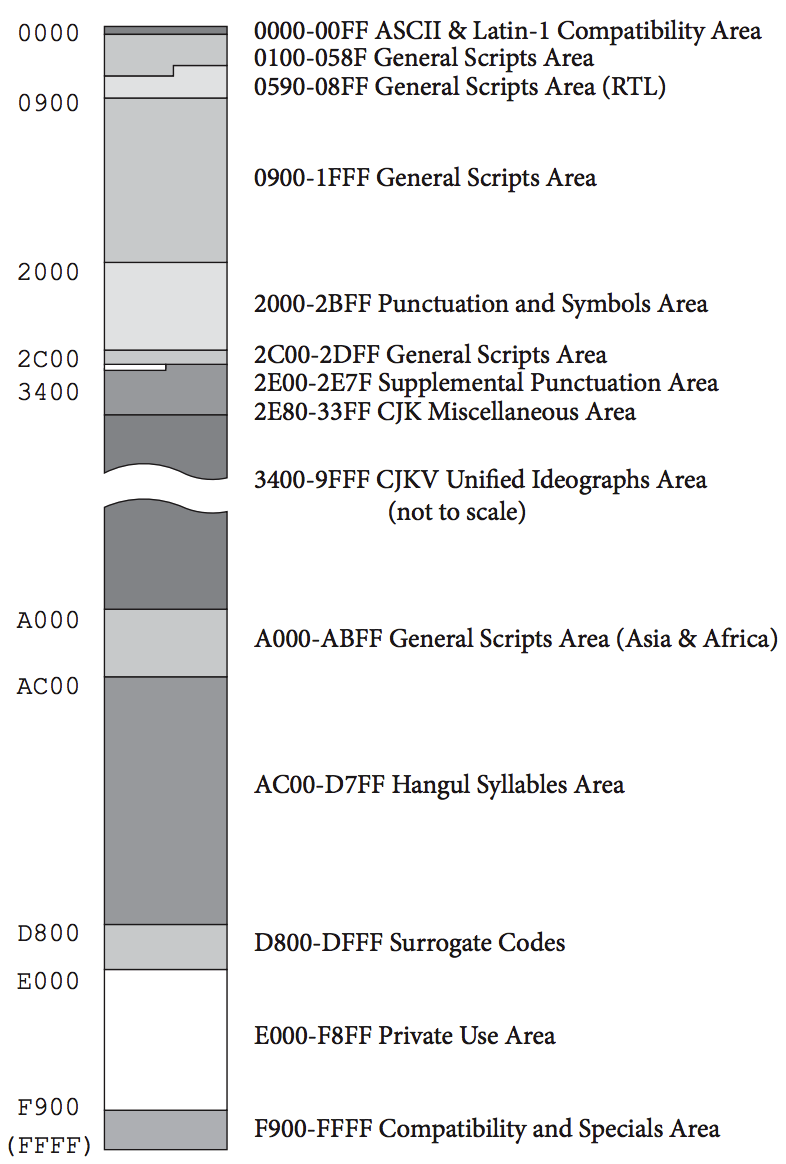 0000
0000-00FF ASCII & Latin-1 Compatibility Area
0100-058F General Scripts Area
0590-08FF General Scripts Area (RTL)
0900
0900-1FFF General Scripts Area
2000
2000-2BFF Punctuation and Symbols Area
2C00
2C00-2DFF General Scripts Area
2E00-2E7F Supplemental Punctuation Area
3400
2E80-33FF CJK Miscellaneous Area
3400-9FFF CJKV Unified Ideographs Area
(not to scale)
A000
A000-ABFF General Scripts Area (Asia & Africa)
AC00
AC00-D7FF Hangul Syllables Area
D800
D800-DFFF Surrogate Codes
E000
E000-F8FF Private Use Area
F900
F900-FFFF Compatibility and Specials Area
(FFFF)